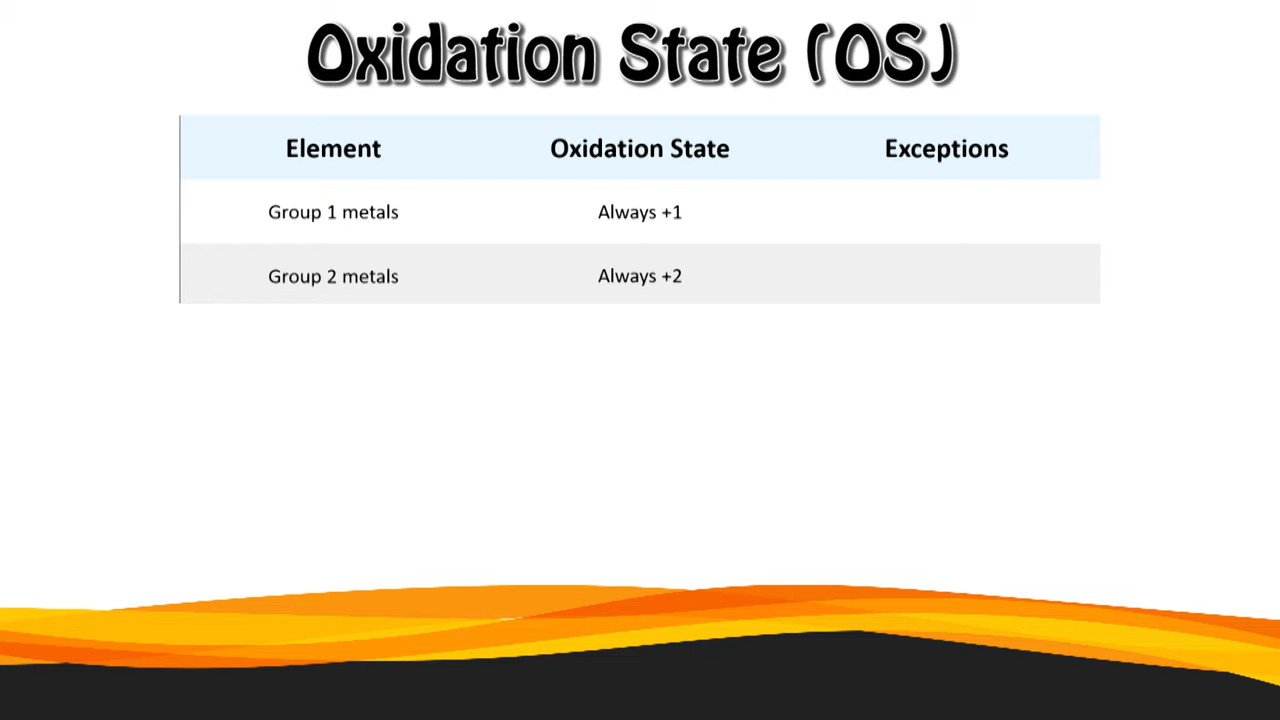 Oxidation State (OS)
Element Oxidation State Exceptions
Group 1 metals Always +1
Group 2 metals Always +2